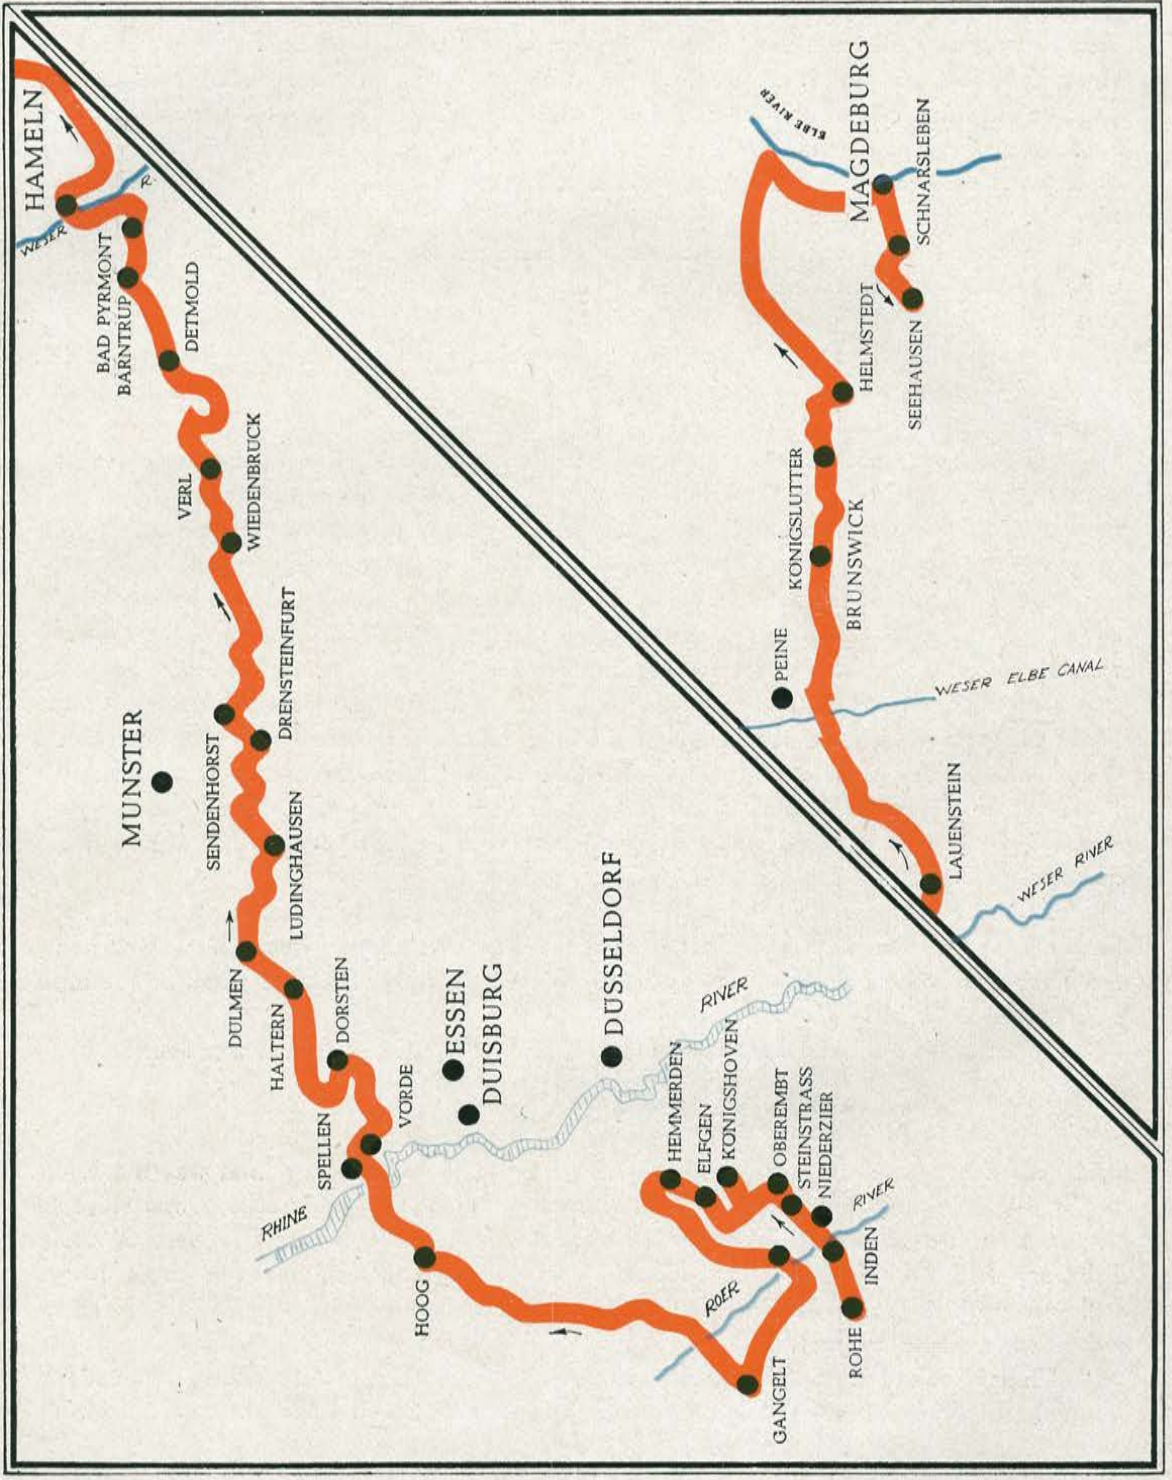 HAMELN
WESER
R.
BAD PYRMONT
BARNTRUP
DETMOLD
VERL
WIEDENBRUCK
MUNSTER
SENDENHORST
DRENSTEINFURT
LUDINGHAUSEN
DULMEN
HALTERN
DORSTEN
SPELLEN
VORDE
ESSEN
DUISBURG
DUSSELDORF
RHINE
RIVER
HOOG
HEMMERDEN
ELFGEN
KONIGSHOVEN
OBEREMBT
STEINSTRASS
NIEDERZIER
ROER
RIVER
INDEN
ROHE
GANGELT
ELBE RIVER
MAGDEBURG
SCHNARSLEBEN
SEEHAUSEN
HELMSTEDT
KONIGSLUTTER
BRUNSWICK
PEINE
WESER ELBE CANAL
LAUENSTEIN
WESER RIVER